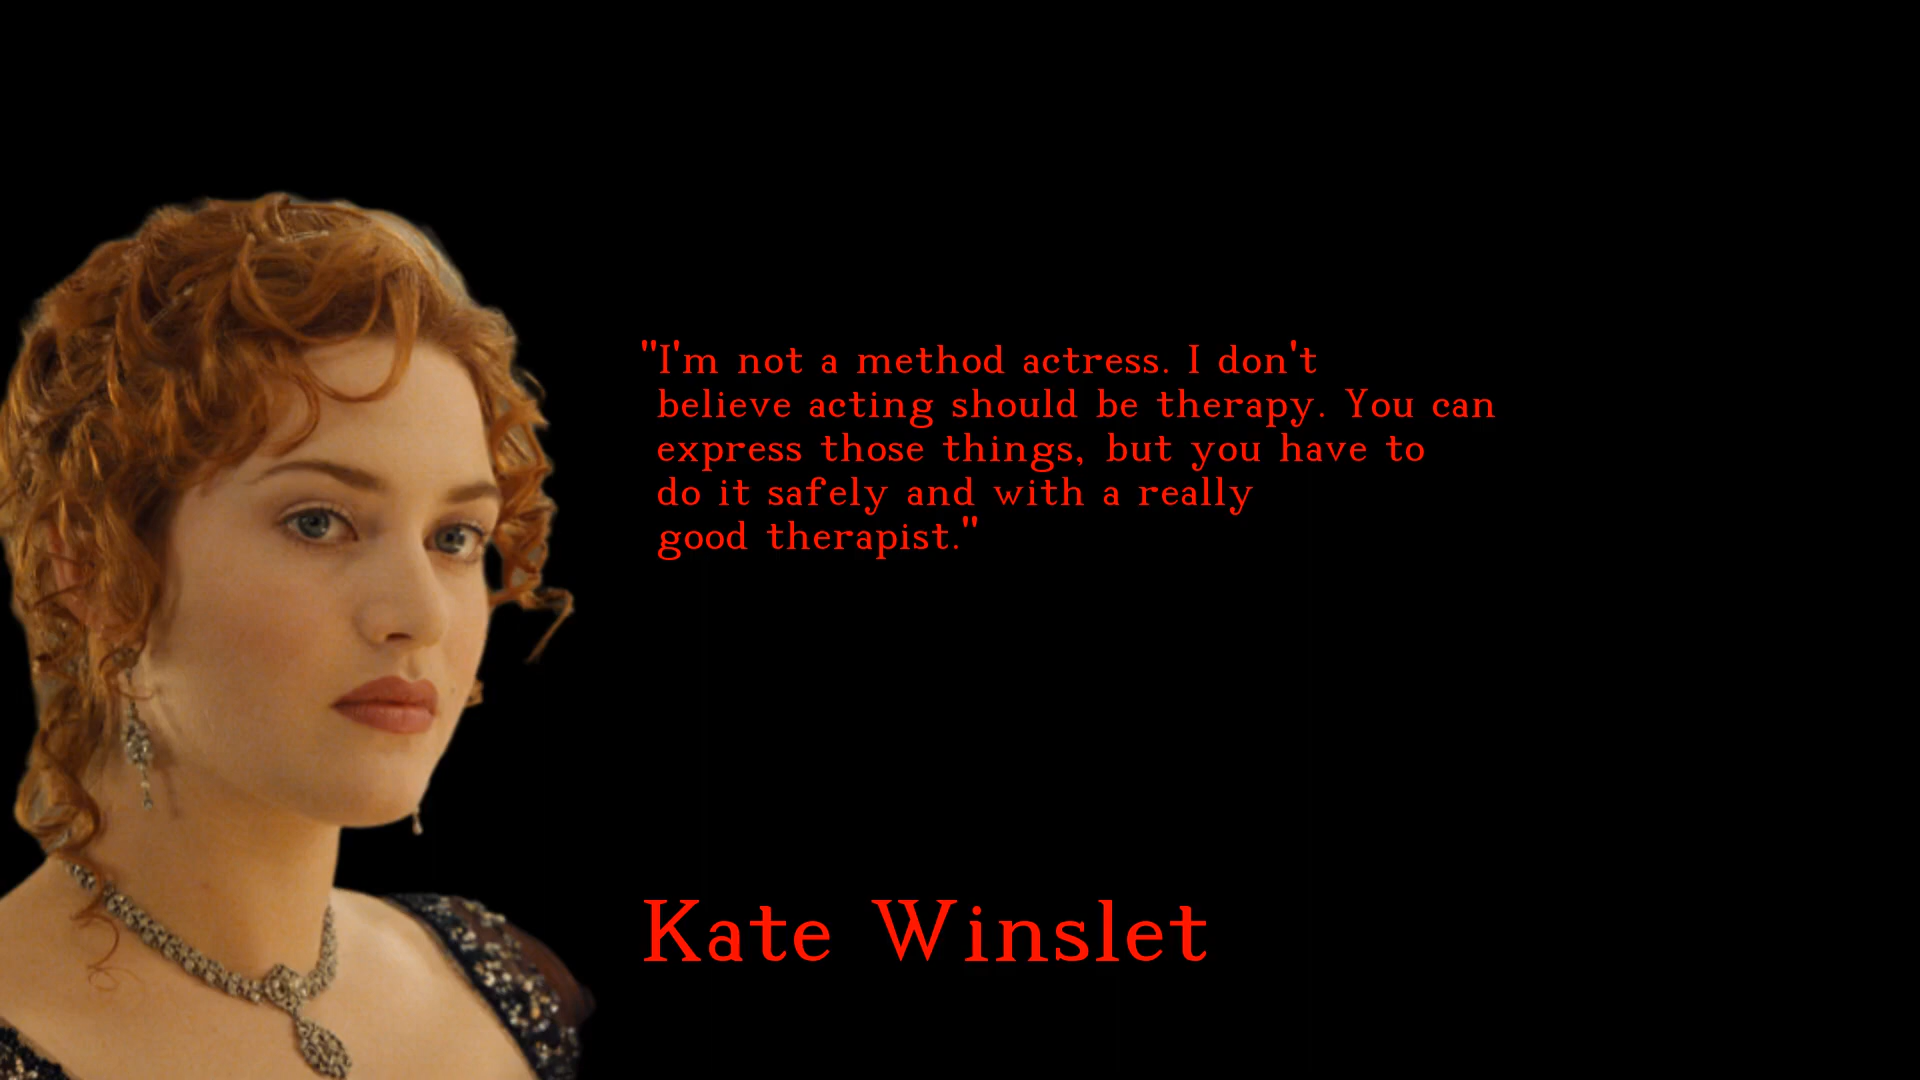 "I'm not a method actress. I don't
believe acting should be therapy. You can
express those things, but you have to
do it safely and with a really
good therapist."
Kate Winslet